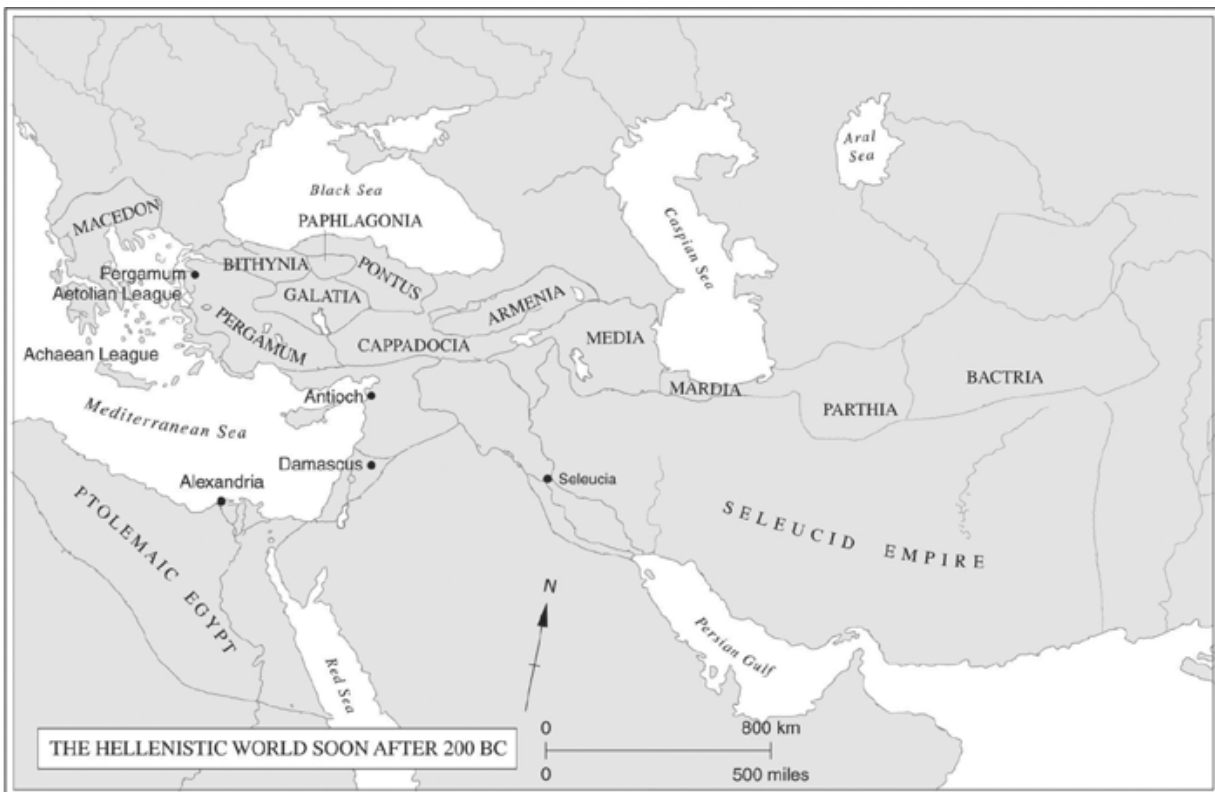 Aral
Sea
Black Sea
PAPHLAGONIA
MACEDON
Caspian Sea
Pergamum
BITHYNIA
PONTUS
Aetolian League
GALATIA
ARMENIA
PERGAMUM
CAPPADOCIA
MEDIA
Achaean League
MARDIA
BACTRIA
PARTHIA
Antioch
Mediterranean Sea
Damascus
Seleucia
Alexandria
SELEUCID EMPIRE
PTOLEMAIC EGYPT
N
Persian Gulf
Red Sea
0 800 km
0 500 miles
THE HELLENISTIC WORLD SOON AFTER 200 BC